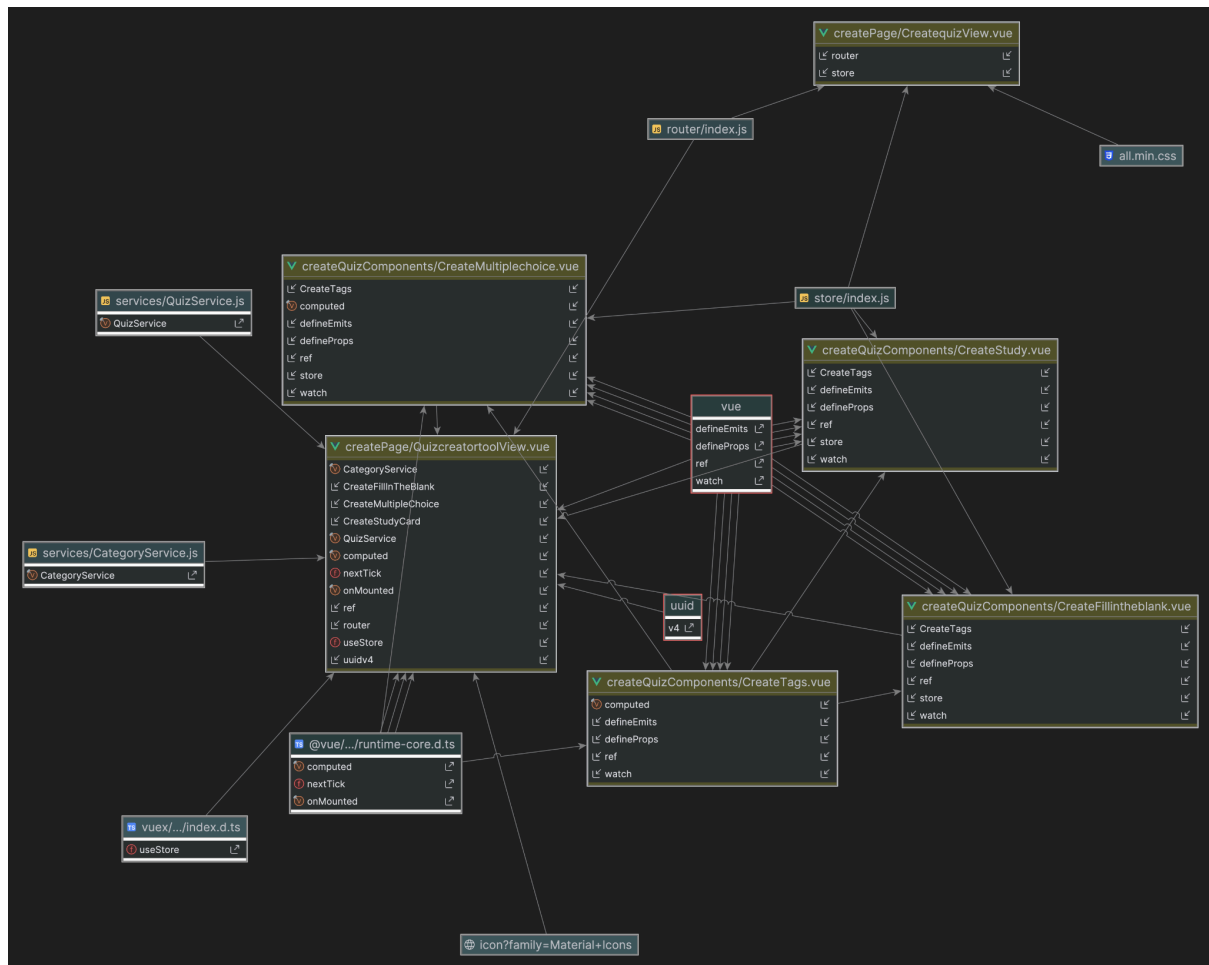 createPage/CreatequizView.vue
router
store
router/index.js
all.min.css
createQuizComponents/CreateMultiplechoice.vue
CreateTags
computed
defineEmits
defineProps
ref
store
watch
services/QuizService.js
QuizService
store/index.js
createQuizComponents/CreateStudy.vue
CreateTags
defineEmits
defineProps
ref
store
watch
vue
defineEmits
defineProps
ref
watch
createPage/QuizcreatortoolView.vue
CategoryService
CreateFillInTheBlank
CreateMultipleChoice
CreateStudyCard
QuizService
computed
nextTick
onMounted
ref
router
useStore
uuidv4
services/CategoryService.js
CategoryService
uuid
v4
createQuizComponents/CreateFillintheblank.vue
CreateTags
defineEmits
defineProps
ref
store
watch
createQuizComponents/CreateTags.vue
computed
defineEmits
defineProps
ref
watch
@vue/.../runtime-core.d.ts
computed
nextTick
onMounted
vuex/.../index.d.ts
useStore
icon?family=Material+Icons